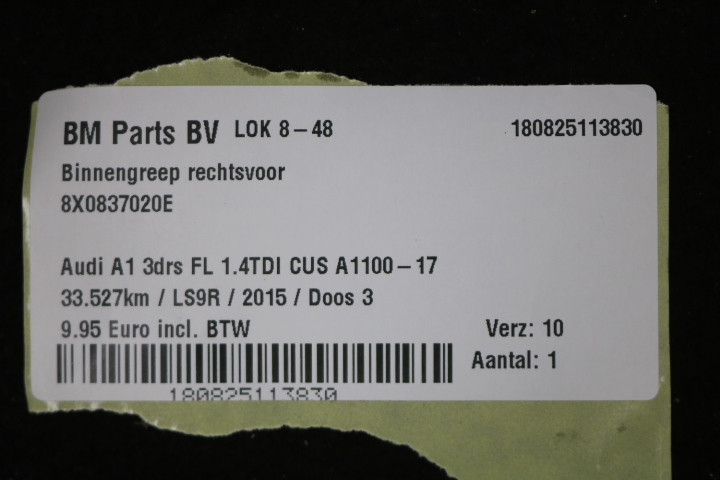 BM Parts BV LOK 8-48 180825113830
Binnengreep rechtsvoor
8X0837020E
Audi A1 3drs FL 1.4TDI CUS A1100-17
33.527km / LS9R / 2015 / Doos 3
9.95 Euro incl. BTW Verz: 10
Aantal: 1
180825113830